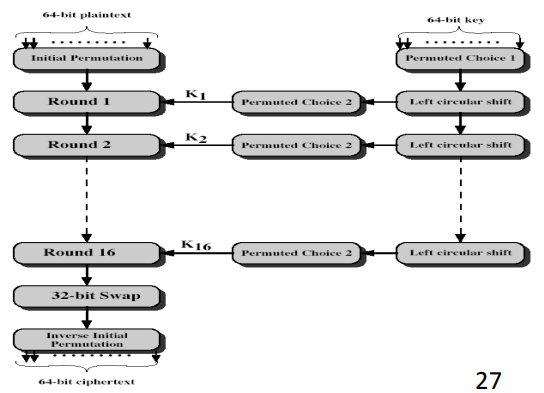 64-bit plaintext
64-bit key
Initial Permutation
Permuted Choice 1
Round 1
K1
Permuted Choice 2
Left circular shift
Round 2
K2
Permuted Choice 2
Left circular shift
Round 16
K16
Permuted Choice 2
Left circular shift
32-bit Swap
Inverse Initial
Permutation
64-bit ciphertext
27